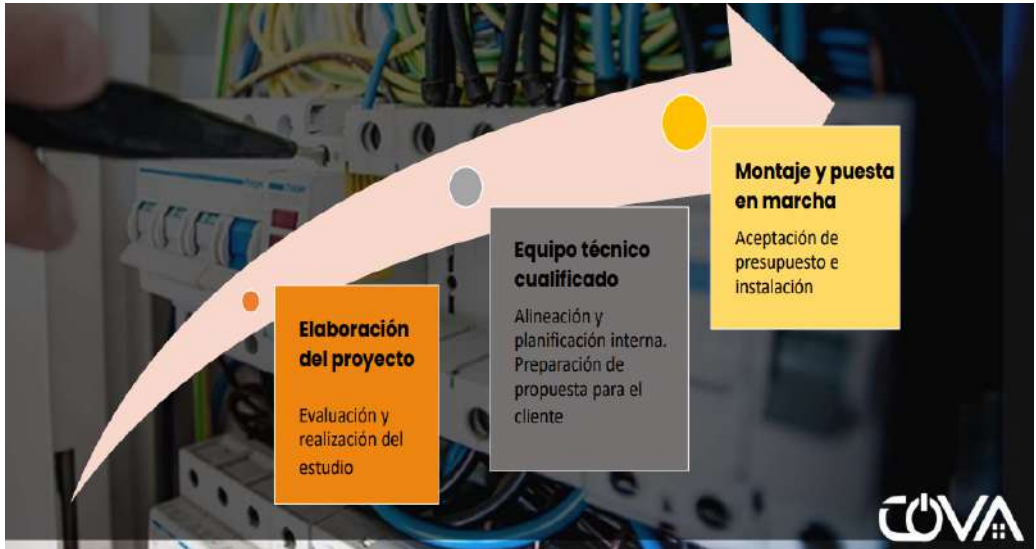 Elaboración
del proyecto
Evaluación y
realización del
estudio
Equipo técnico
cualificado
Alineación y
planificación interna.
Preparación de
propuesta para el
cliente
Montaje y puesta
en marcha
Aceptación de
presupuesto e
instalación
COVA